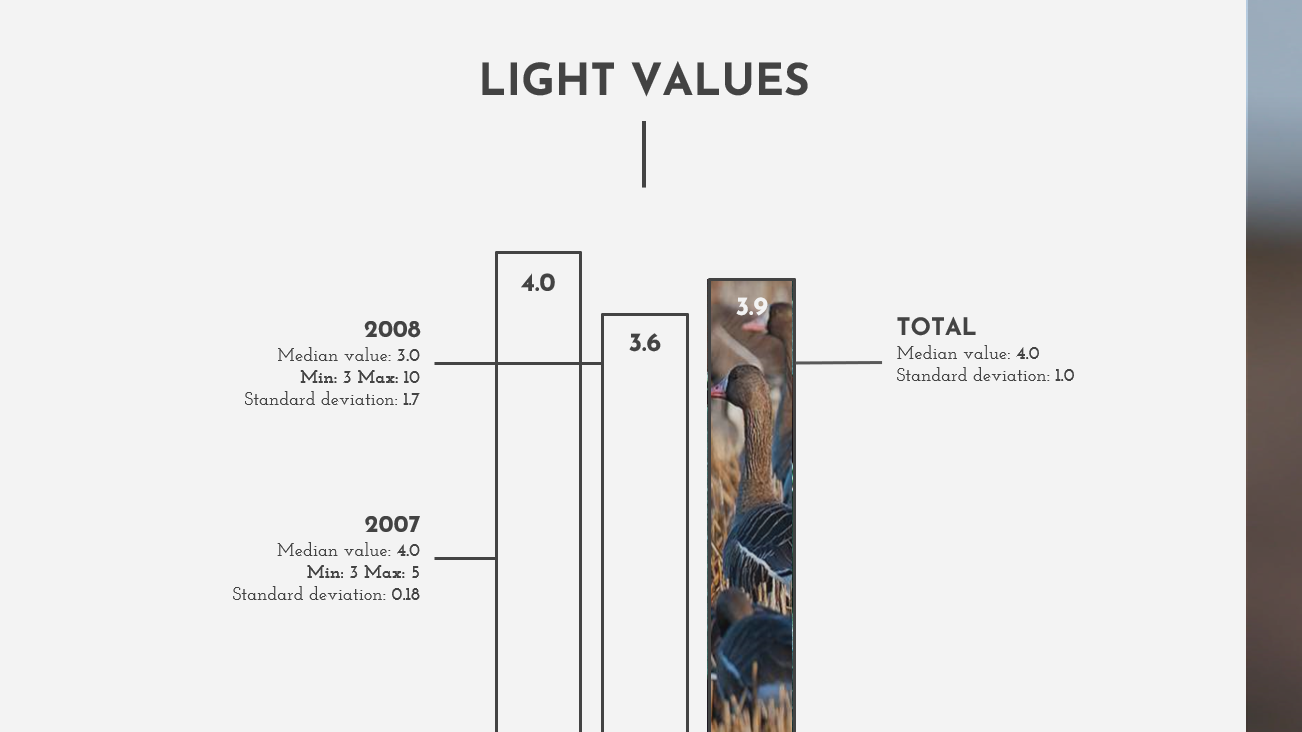 LIGHT VALUES
4.0
3.6
3.9
2008
Median value: 3.0
Min: 3 Max: 10
Standard deviation: 1.7
TOTAL
Median value: 4.0
Standard deviation: 1.0
2007
Median value: 4.0
Min: 3 Max: 5
Standard deviation: 0.18